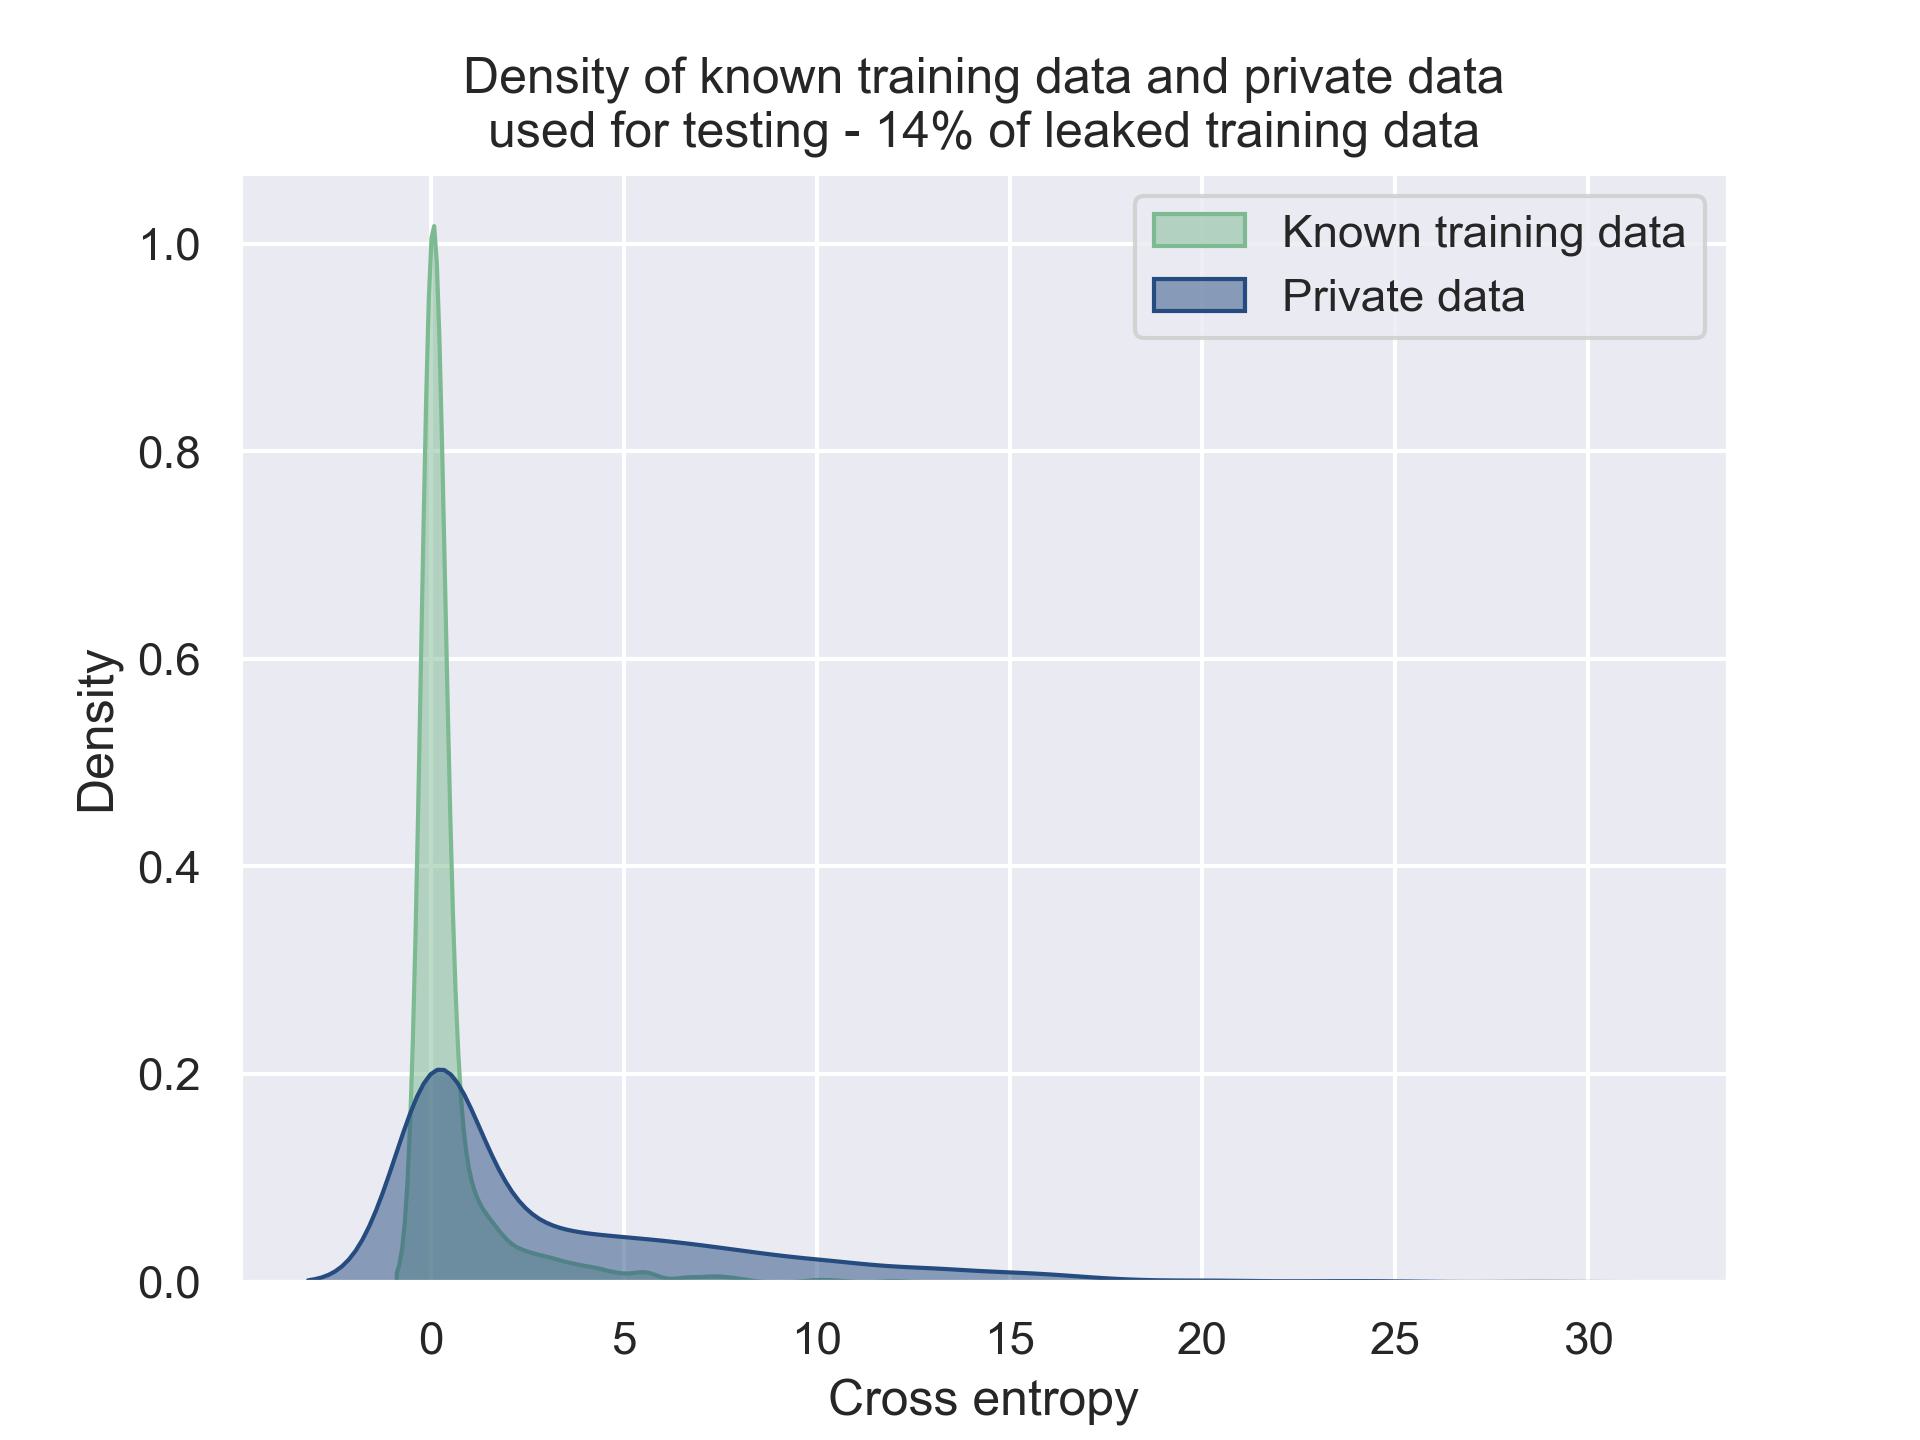 Density of known training data and private data
used for testing - 14% of leaked training data
Known training data
Private data
Density
1.0
0.8
0.6
0.4
0.2
0.0
0 5 10 15 20 25 30
Cross entropy